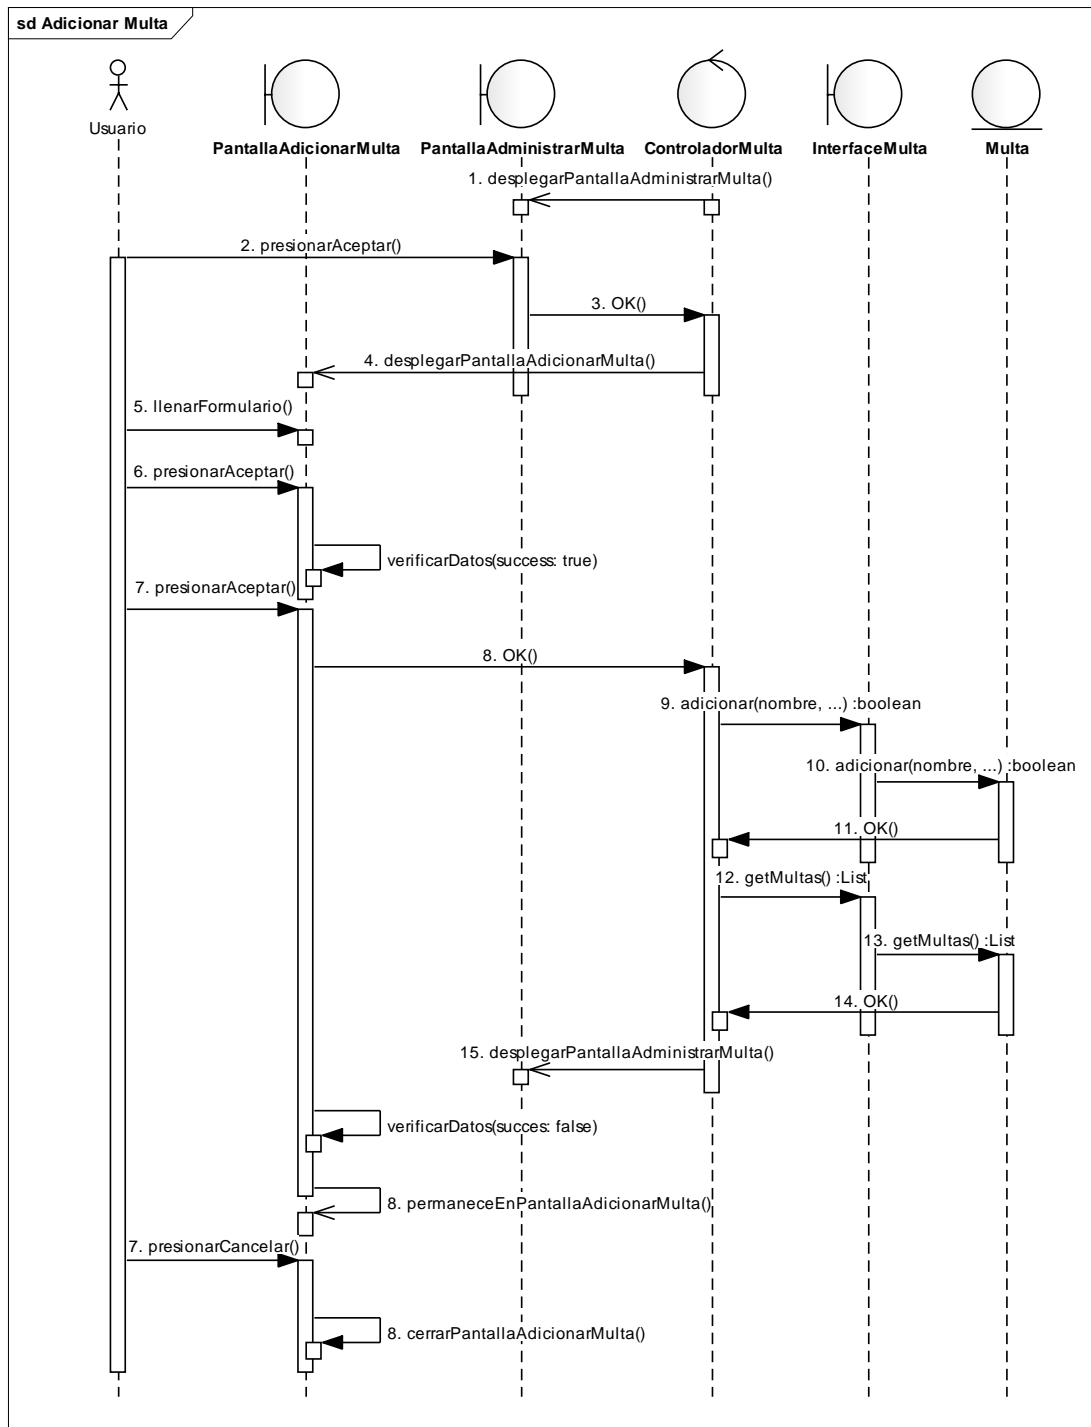 sd Adicionar Multa
Usuario
PantallaAdicionarMulta
PantallaAdministrarMulta
ControladorMulta
InterfaceMulta
Multa
1. desplegarPantallaAdministrarMulta()
2. presionarAceptar()
3. OK()
4. desplegarPantallaAdicionarMulta()
5. llenarFormulario()
6. presionarAceptar()
verificarDatos(success: true)
7. presionarAceptar()
8. OK()
9. adicionar(nombre, ...) :boolean
10. adicionar(nombre, ...) :boolean
11. OK()
12. getMultas() :List
13. getMultas() :List
14. OK()
15. desplegarPantallaAdministrarMulta()
verificarDatos(succes: false)
8. permaneceEnPantallaAdicionarMulta()
7. presionarCancelar()
8. cerrarPantallaAdicionarMulta()